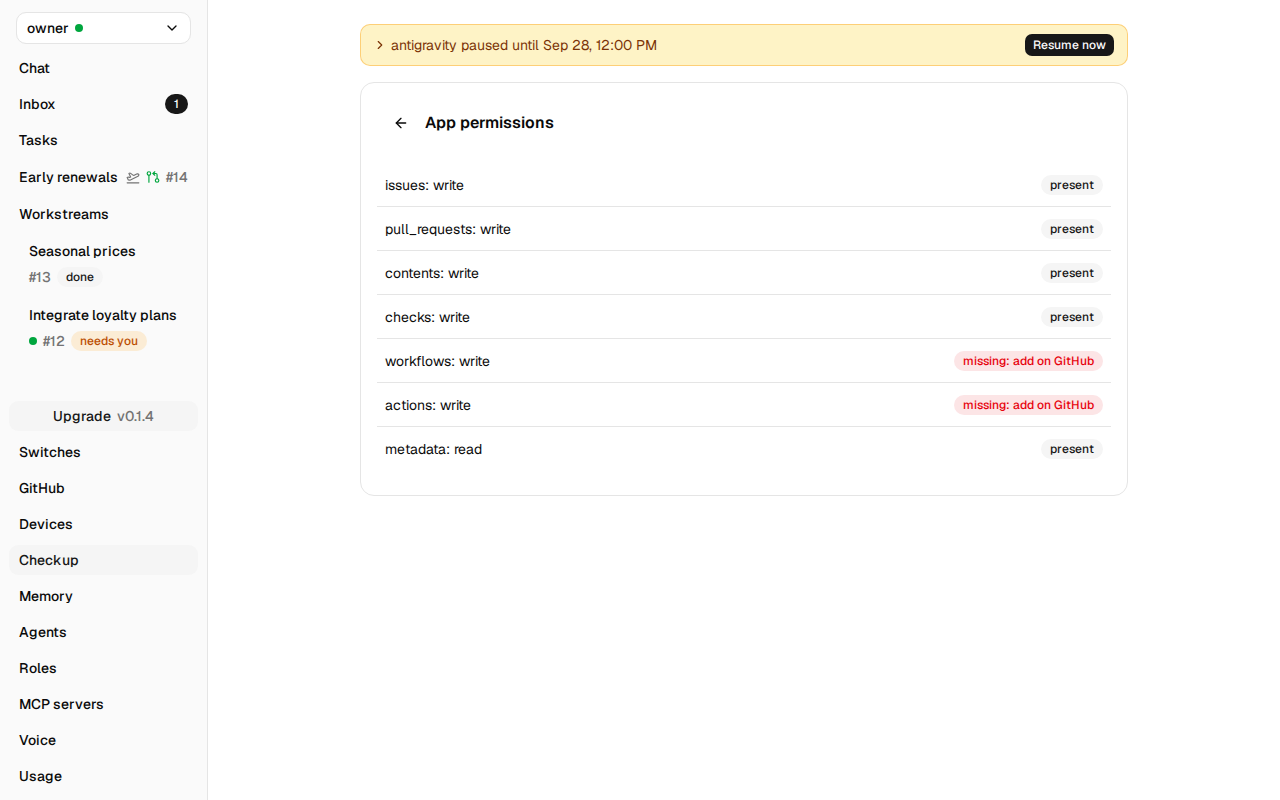 owner
Chat
Inbox 1
Tasks
Early renewals #14
Workstreams
Seasonal prices
#13 done
Integrate loyalty plans
#12 needs you
Upgrade v0.1.4
Switches
GitHub
Devices
Checkup
Memory
Agents
Roles
MCP servers
Voice
Usage
antigravity paused until Sep 28, 12:00 PM Resume now
App permissions
issues: write present
pull_requests: write present
contents: write present
checks: write present
workflows: write missing: add on GitHub
actions: write missing: add on GitHub
metadata: read present